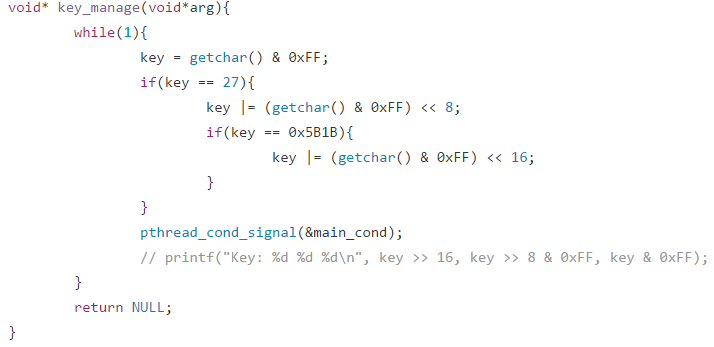 void* key_manage(void*arg){
        while(1){
                key = getchar() & 0xFF;
                if(key == 27){
                        key |= (getchar() & 0xFF) << 8;
                        if(key == 0x5B1B){
                                key |= (getchar() & 0xFF) << 16;
                        }
                }
                pthread_cond_signal(&main_cond);
                // printf("Key: %d %d %d\n", key >> 16, key >> 8 & 0xFF, key & 0xFF);
        }
        return NULL;
}